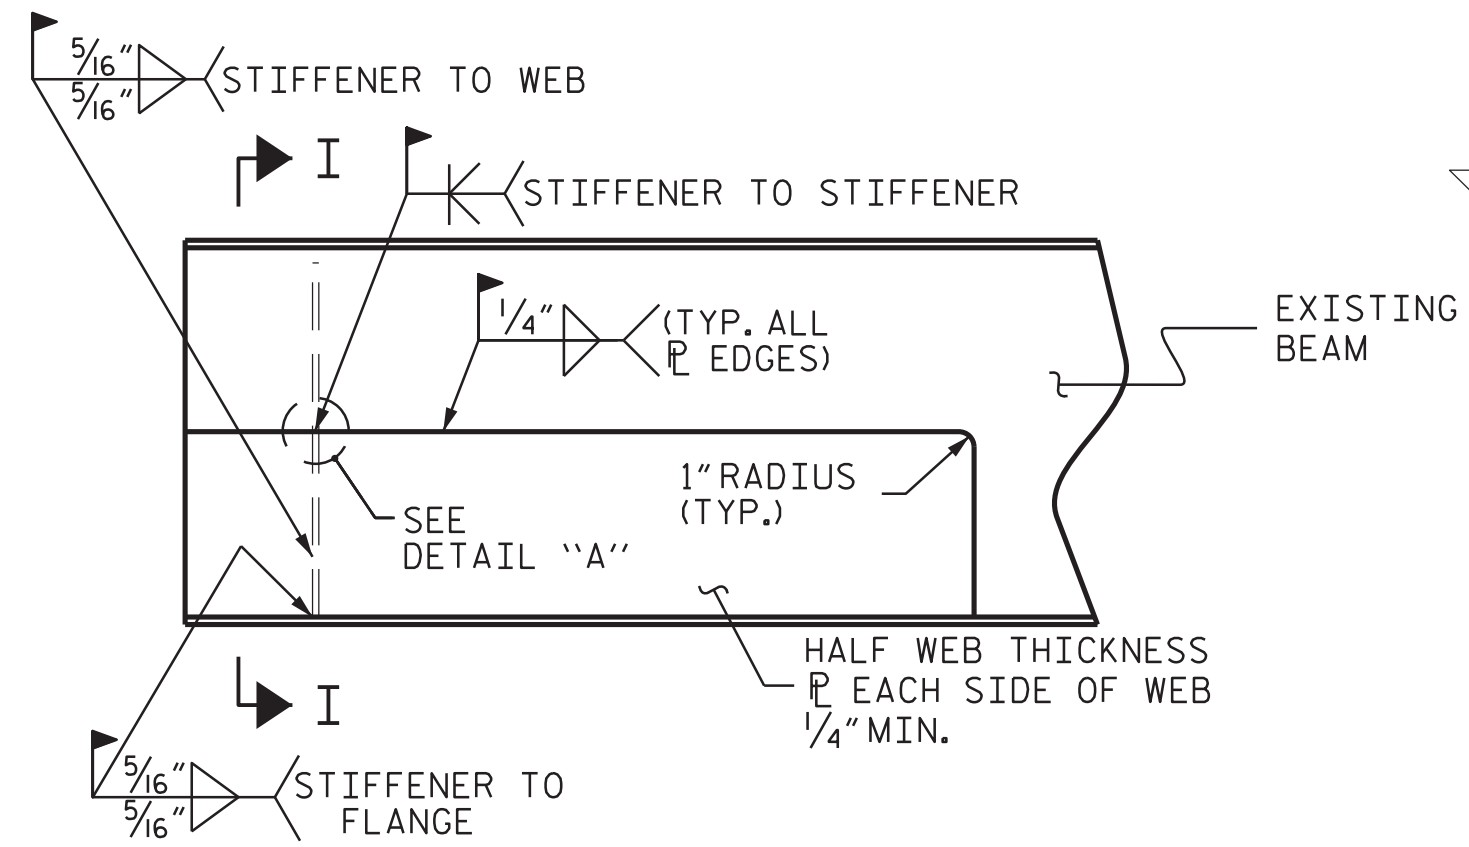 5/16"
5/16"
STIFFENER TO WEB
I
STIFFENER TO STIFFENER
1/4"
(TYP. ALL
℄ EDGES)
EXISTING
BEAM
1" RADIUS
(TYP.)
SEE
DETAIL "A"
HALF WEB THICKNESS
PL EACH SIDE OF WEB
1/4" MIN.
I
5/16"
5/16"
STIFFENER TO
FLANGE